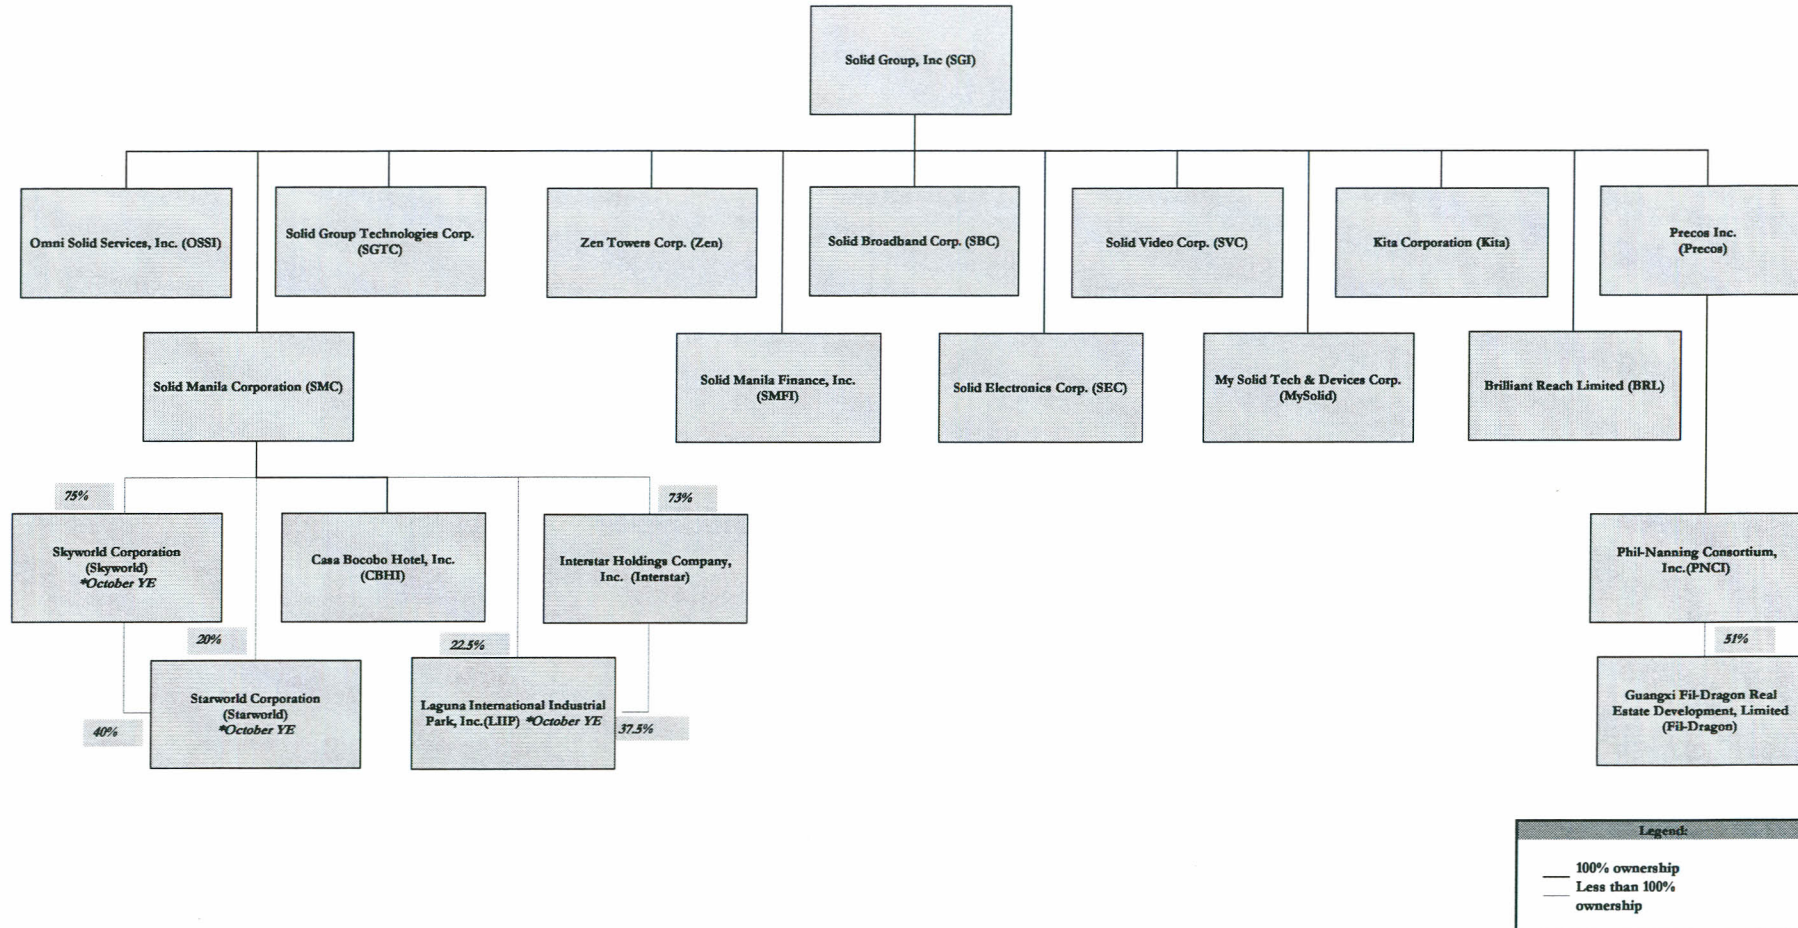 Solid Group, Inc (SGI)
Omni Solid Services, Inc. (OSSI)
Solid Group Technologies Corp.
(SGTC)
Zen Towers Corp. (Zen)
Solid Broadband Corp. (SBC)
Solid Video Corp. (SVC)
Kita Corporation (Kita)
Precos Inc.
(Precos)
Solid Manila Corporation (SMC)
Solid Manila Finance, Inc.
(SMFI)
Solid Electronics Corp. (SEC)
My Solid Tech & Devices Corp.
(MySolid)
Brilliant Reach Limited (BRL)
75%
73%
Skyworld Corporation
(Skyworld)
*October YE
Casa Bocobo Hotel, Inc.
(CBHI)
Interstar Holdings Company,
Inc. (Interstar)
Phil-Nanning Consortium,
Inc.(PNCI)
20%
22.5%
51%
Starworld Corporation
(Starworld)
*October YE
Laguna International Industrial
Park, Inc.(LIIP) *October YE
Guangxi Fil-Dragon Real
Estate Development, Limited
(Fil-Dragon)
40%
37.5%
Legend:
100% ownership
Less than 100%
ownership